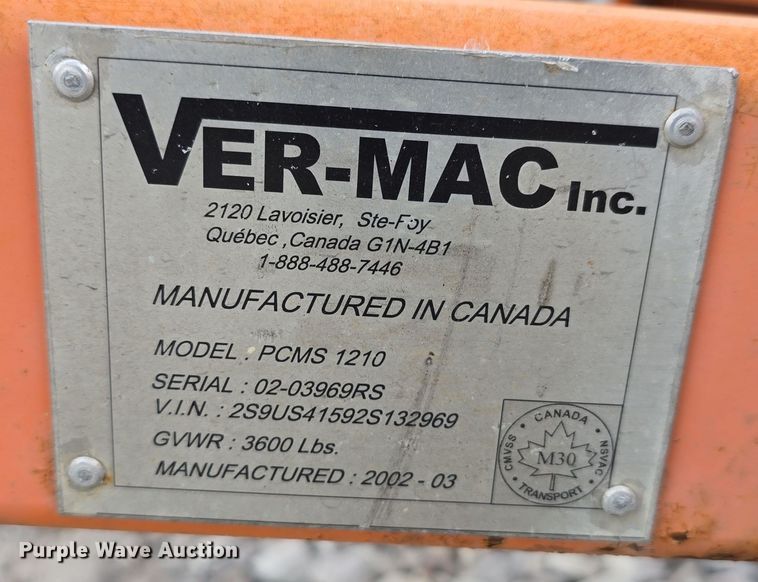 VER-MAC Inc.
2120 Lavoisier, Ste-Foy
Québec ,Canada G1N-4B1
1-888-488-7446
MANUFACTURED IN CANADA
MODEL : PCMS 1210
SERIAL : 02-03969RS
V.I.N. : 2S9US41592S132969
GVWR : 3600 Lbs.
MANUFACTURED : 2002 - 03
CANADA
CMVSS
NSVAC
M30
TRANSPORT
Purple Wave Auction